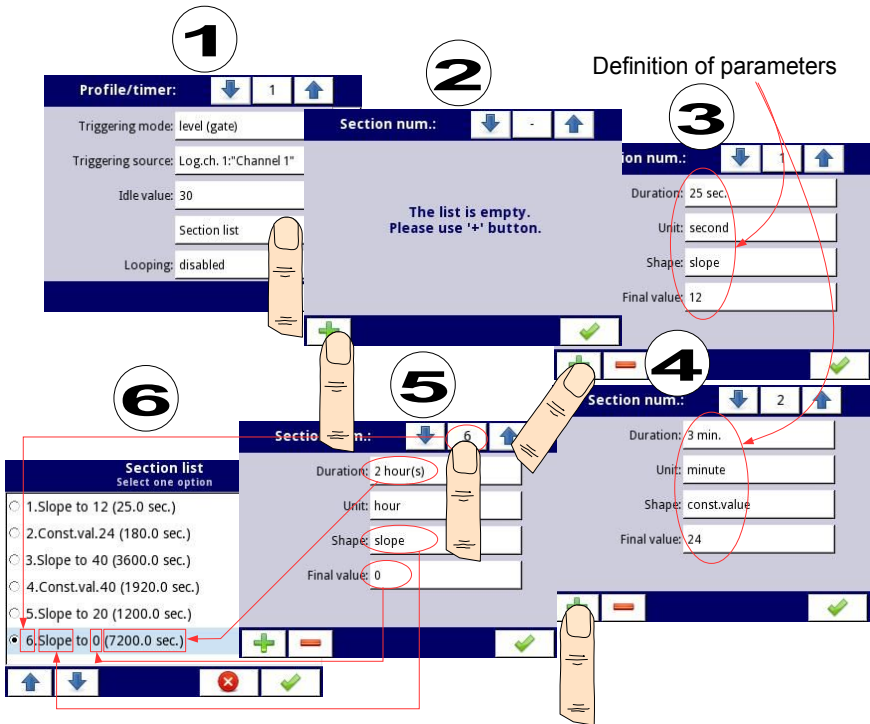 1
Profile/timer:
1
Triggering mode: level (gate)
Triggering source: Log.ch. 1:"Channel 1"
Idle value: 30
Section list
Looping: disabled
2
Section num.:
-
The list is empty.
Please use '+' button.
Definition of parameters
3
ion num.:
1
Duration: 25 sec.
Unit: second
Shape: slope
Final value: 12
4
Section num.:
2
Duration: 3 min.
Unit: minute
Shape: const.value
Final value: 24
5
Section num.:
6
Duration: 2 hour(s)
Unit: hour
Shape: slope
Final value: 0
6
Section list
Select one option
1.Slope to 12 (25.0 sec.)
2.Const.val.24 (180.0 sec.)
3.Slope to 40 (3600.0 sec.)
4.Const.val.40 (1920.0 sec.)
5.Slope to 20 (1200.0 sec.)
6.Slope to 0 (7200.0 sec.)